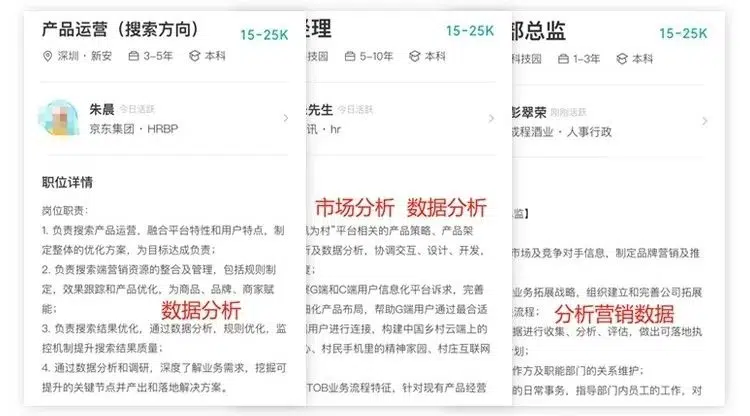 产品运营（搜索方向）
15-25K
深圳·新安 3-5年 本科
朱晨 今日活跃
京东集团·HRBP
职位详情
岗位职责：
1. 负责搜索产品运营，融合平台特性和用户特点，制
定整体的优化方案，为目标达成负责；
2. 负责搜索端营销资源的整合及管理，包括规则制
定，效果跟踪和产品优化，为商品、品牌、商家赋
能；
数据分析
3. 负责搜索结果优化，通过数据分析，规则优化，监
控机制提升搜索结果质量；
4. 通过数据分析和调研，深度了解业务需求，挖掘可
提升的关键节点并产出和落地解决方案。
经理
15-25K
技园 5-10年 本科
先生 今日活跃
讯·hr
市场分析 数据分析
为村”平台相关的产品策略、产品架
析及数据分析，协调交互、设计、开发，
度；
G端和C端用户信息化平台诉求，完善
细化产品布局，帮助G端用户通过最合适
用户进行连接，构建中国乡村云端上的
心、村民手机里的精神家园、村庄互联网
TOB业务流程特征，针对现有产品经营
部总监
15-25K
科技园 1-3年 本科
彭翠荣 刚刚活跃
成程酒业·人事行政
监】
市场及竞争对手信息，制定品牌营销及推
业务拓展战略，组织建立和完善公司拓展
流程；
分析营销数据
据进行收集、分析、评估，做出可落地执
划；
作方及职能部门的关系维护；
的日常事务，指导部门内员工的工作，对